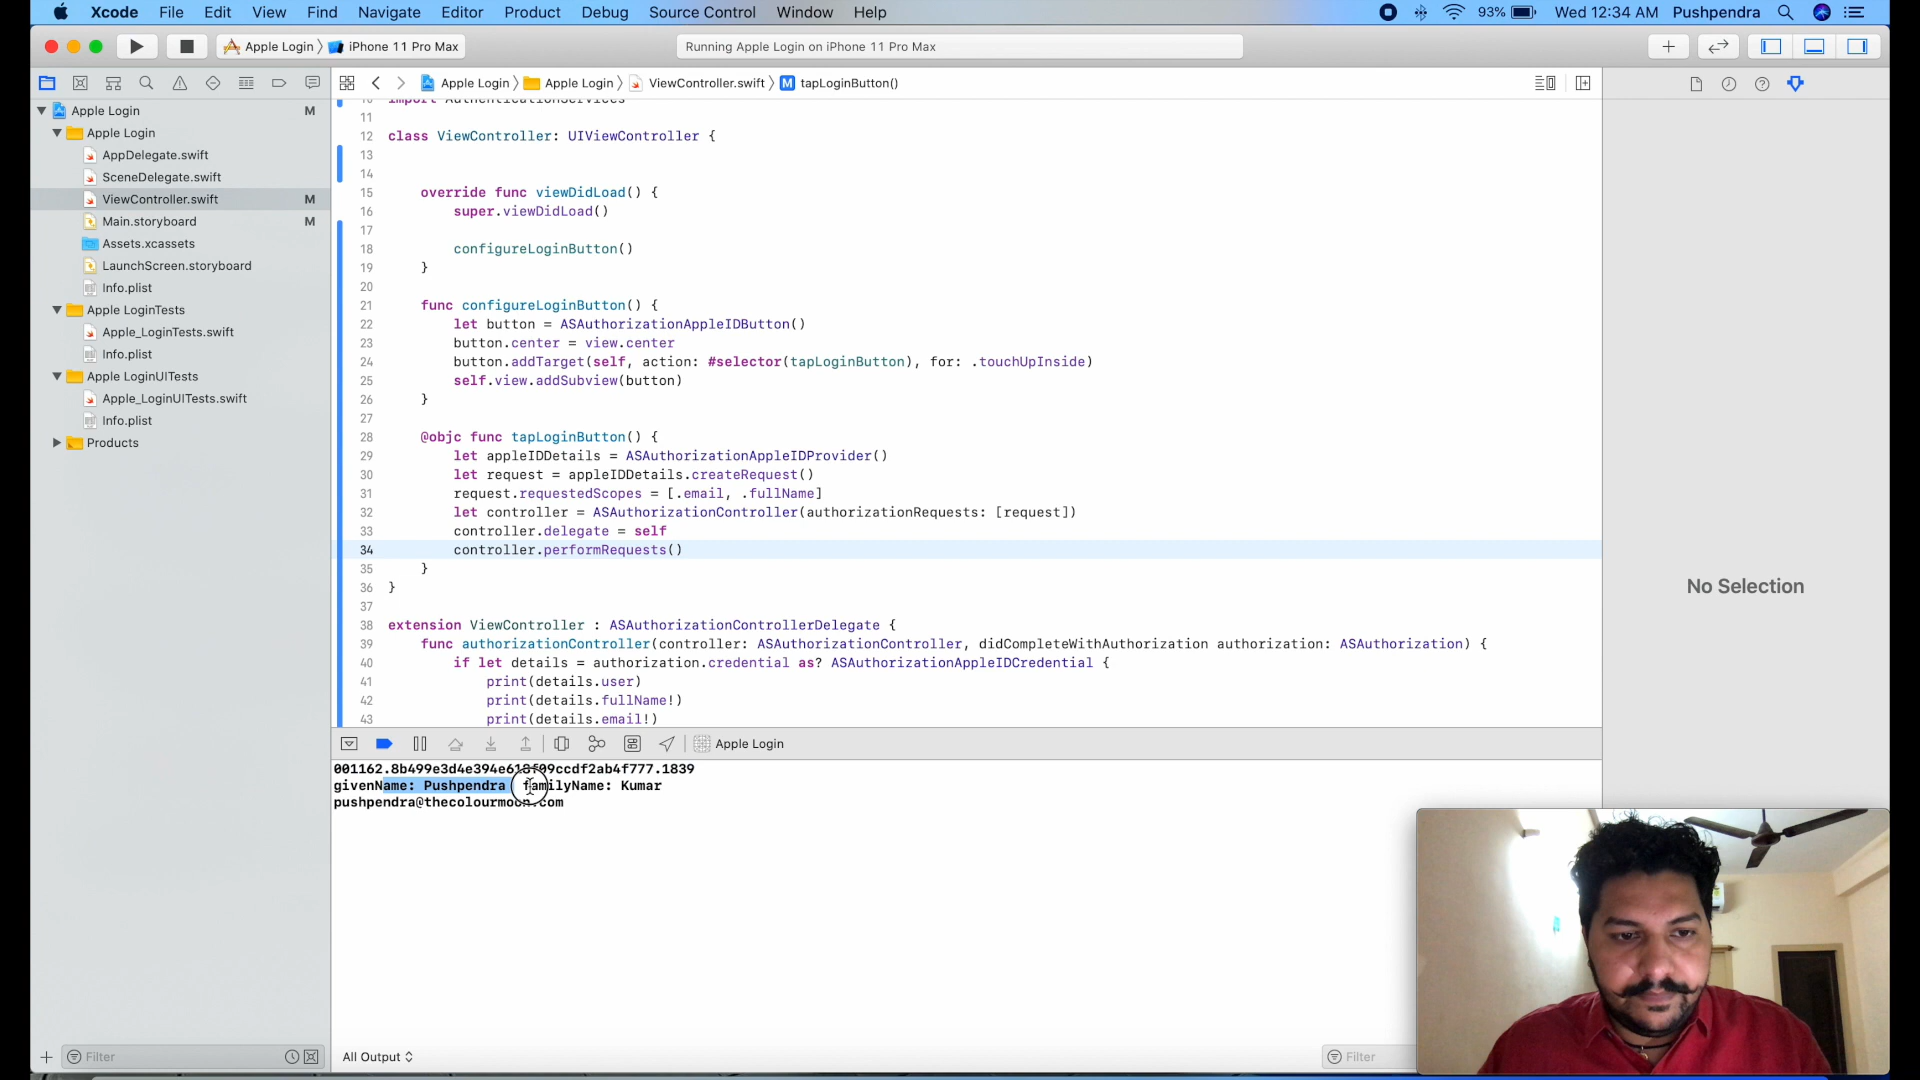 Xcode File Edit View Find Navigate Editor Product Debug Source Control Window Help 93% Wed 12:34 AM Pushpendra
Apple Login 〉 iPhone 11 Pro Max
Running Apple Login on iPhone 11 Pro Max
Apple Login 〉 Apple Login 〉 ViewController.swift 〉 M tapLoginButton()
Apple Login M
Apple Login
AppDelegate.swift
SceneDelegate.swift
ViewController.swift M
Main.storyboard M
Assets.xcassets
LaunchScreen.storyboard
Info.plist
Apple LoginTests
Apple_LoginTests.swift
Info.plist
Apple LoginUITests
Apple_LoginUITests.swift
Info.plist
Products
Filter
10 import AuthenticationServices
11
12 class ViewController: UIViewController {
13
14
15 override func viewDidLoad() {
16 super.viewDidLoad()
17
18 configureLoginButton()
19 }
20
21 func configureLoginButton() {
22 let button = ASAuthorizationAppleIDButton()
23 button.center = view.center
24 button.addTarget(self, action: #selector(tapLoginButton), for: .touchUpInside)
25 self.view.addSubview(button)
26 }
27
28 @objc func tapLoginButton() {
29 let appleIDDetails = ASAuthorizationAppleIDProvider()
30 let request = appleIDDetails.createRequest()
31 request.requestedScopes = [.email, .fullName]
32 let controller = ASAuthorizationController(authorizationRequests: [request])
33 controller.delegate = self
34 controller.performRequests()
35 }
36 }
37
38 extension ViewController : ASAuthorizationControllerDelegate {
39 func authorizationController(controller: ASAuthorizationController, didCompleteWithAuthorization authorization: ASAuthorization) {
40 if let details = authorization.credential as? ASAuthorizationAppleIDCredential {
41 print(details.user)
42 print(details.fullName!)
43 print(details.email!)
Apple Login
givenName: Pushpendra familyName: Kumar
pushpendra@thecolourmoon.com
All Output
Filter
No Selection